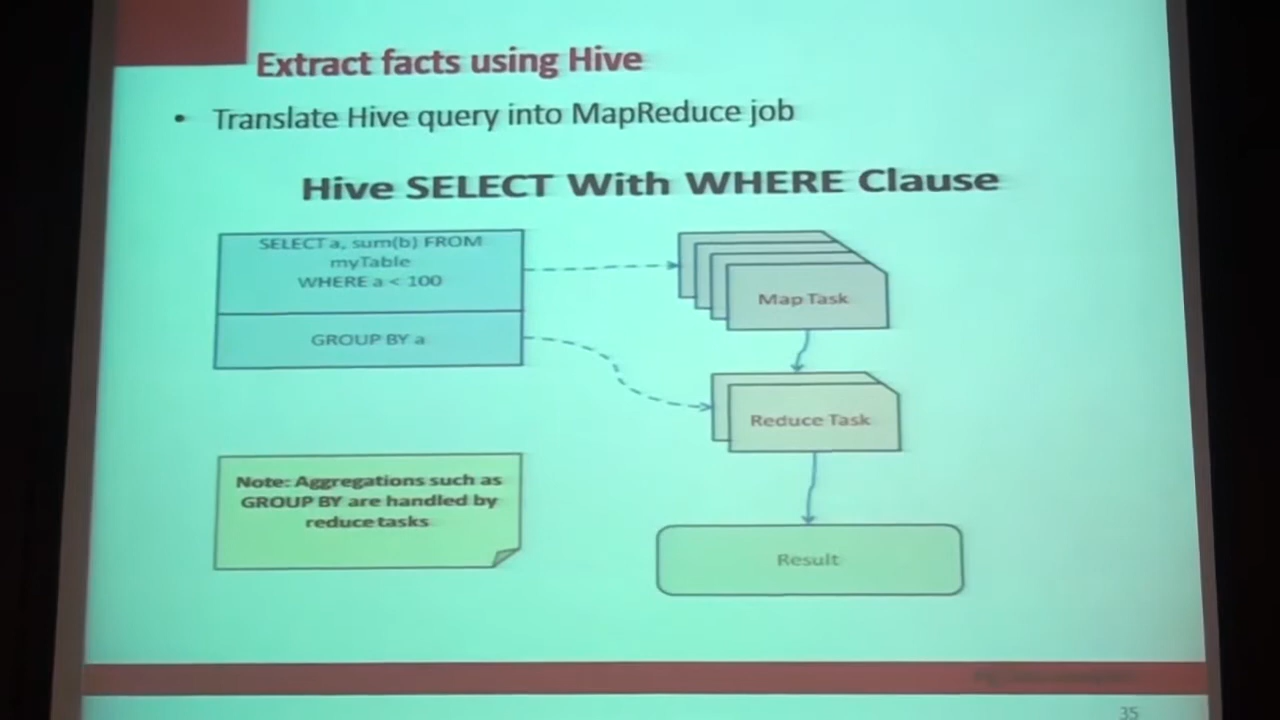 Extract facts using Hive
• Translate Hive query into MapReduce job
Hive SELECT With WHERE Clause
SELECT a, sum(b) FROM
myTable
WHERE a < 100
GROUP BY a
Map Task
Reduce Task
Note: Aggregations such as
GROUP BY are handled by
reduce tasks
Result
35